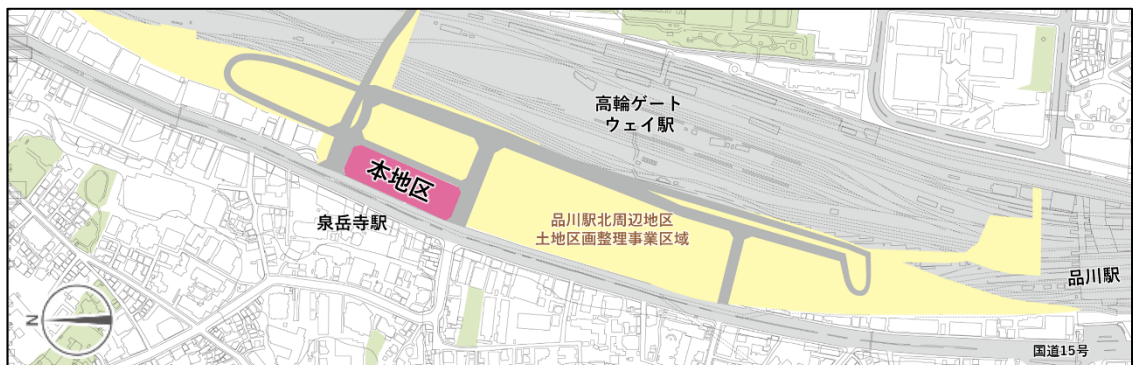 高輪ゲート
ウェイ駅
本地区
泉岳寺駅
品川駅北周辺地区
土地区画整理事業区域
品川駅
国道15号
N